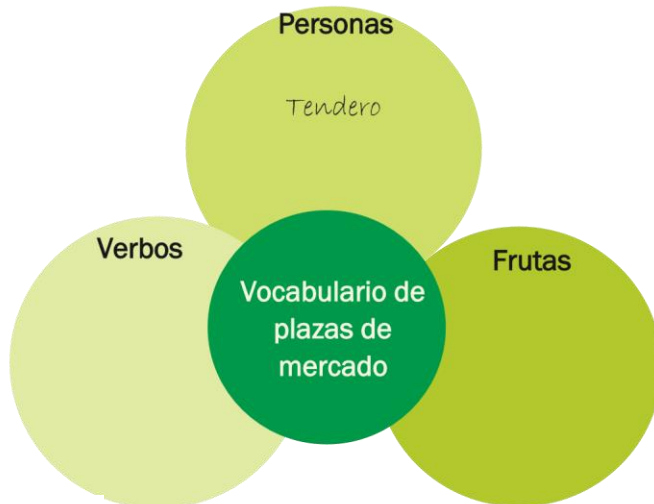 Personas
Tendero
Verbos
Frutas
Vocabulario de
plazas de
mercado